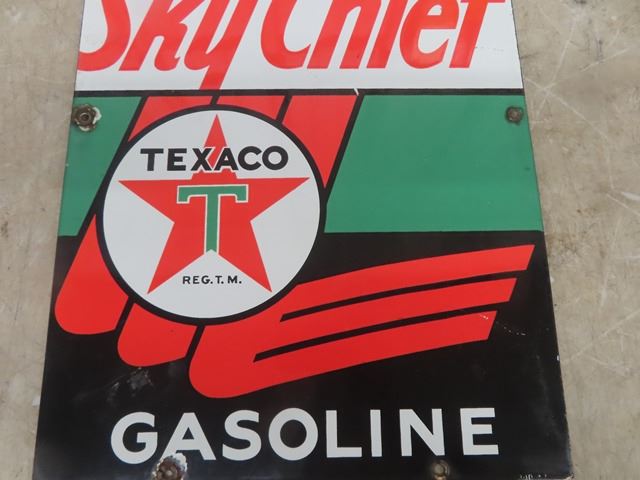 Sky Chief
TEXACO
T
REG. T. M.
GASOLINE